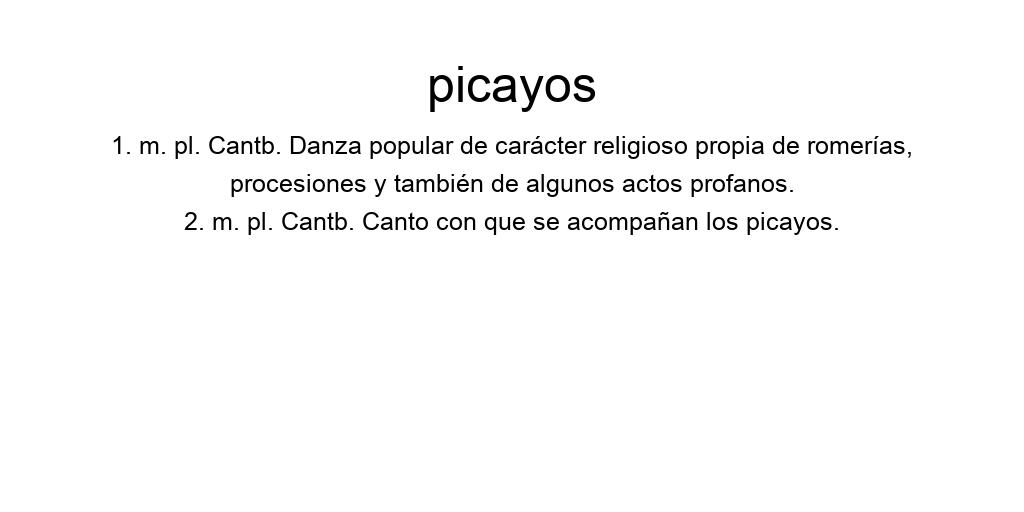 picayos
1. m. pl. Cantb. Danza popular de carácter religioso propia de romerías,
procesiones y también de algunos actos profanos.
2. m. pl. Cantb. Canto con que se acompañan los picayos.